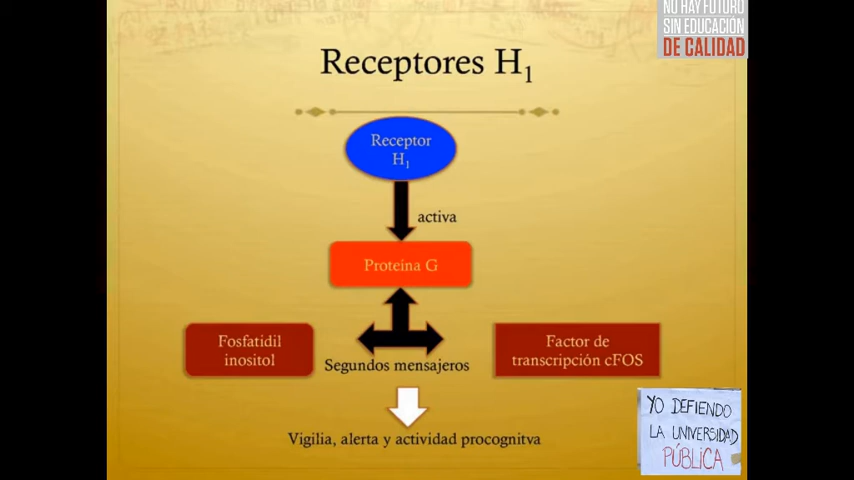 NO HAY FUTURO
SIN EDUCACIÓN
DE CALIDAD
Receptores H₁
Receptor
H₁
activa
Proteína G
Fosfatidil
inositol
Segundos mensajeros
Factor de
transcripción cFOS
Vigilia, alerta y actividad procognitva
YO DEFIENDO
LA UNIVERSIDAD
PÚBLICA